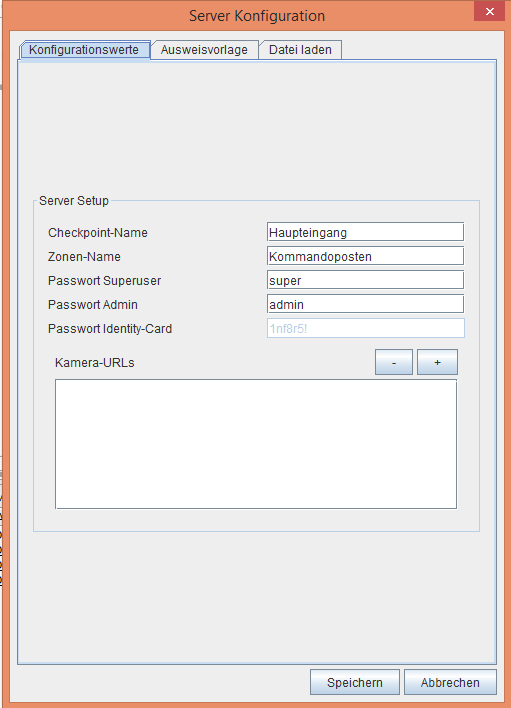 Server Konfiguration
Konfigurationswerte Ausweisvorlage Datei laden
Server Setup
Checkpoint-Name Haupteingang
Zonen-Name Kommandoposten
Passwort Superuser super
Passwort Admin admin
Passwort Identity-Card 1nf8r5!
Kamera-URLs - +
Speichern Abbrechen